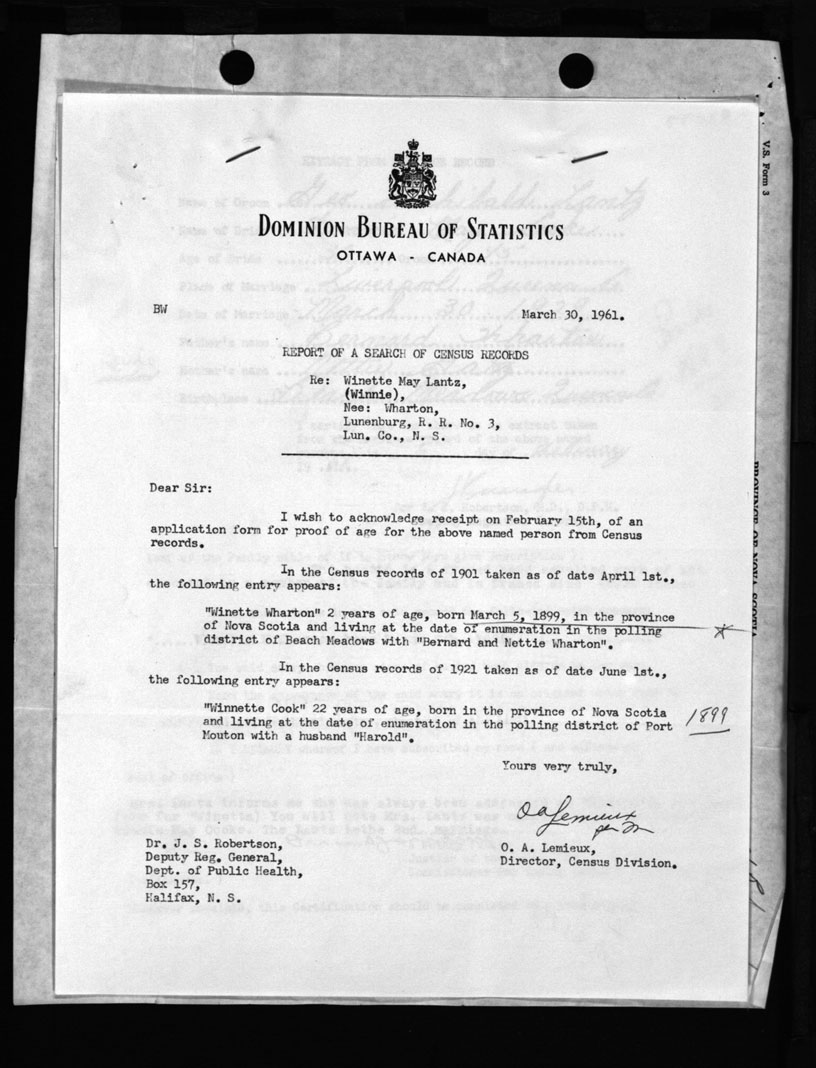 V.S. Form 3
DOMINION BUREAU OF STATISTICS
OTTAWA - CANADA
BW
March 30, 1961.
REPORT OF A SEARCH OF CENSUS RECORDS
Re: Winette May Lantz,
(Winnie),
Nee: Wharton,
Lunenburg, R. R. No. 3,
Lun. Co., N. S.
Dear Sir:
I wish to acknowledge receipt on February 15th, of an
application form for proof of age for the above named person from Census
records.
In the Census records of 1901 taken as of date April 1st.,
the following entry appears:
"Winette Wharton" 2 years of age, born March 5, 1899, in the province
of Nova Scotia and living at the date of enumeration in the polling
district of Beach Meadows with "Bernard and Nettie Wharton".
In the Census records of 1921 taken as of date June 1st.,
the following entry appears:
"Winnette Cook" 22 years of age, born in the province of Nova Scotia
and living at the date of enumeration in the polling district of Port
Mouton with a husband "Harold".
1899
Yours very truly,
O A Lemieux
O. A. Lemieux,
Director, Census Division.
Dr. J. S. Robertson,
Deputy Reg. General,
Dept. of Public Health,
Box 157,
Halifax, N. S.